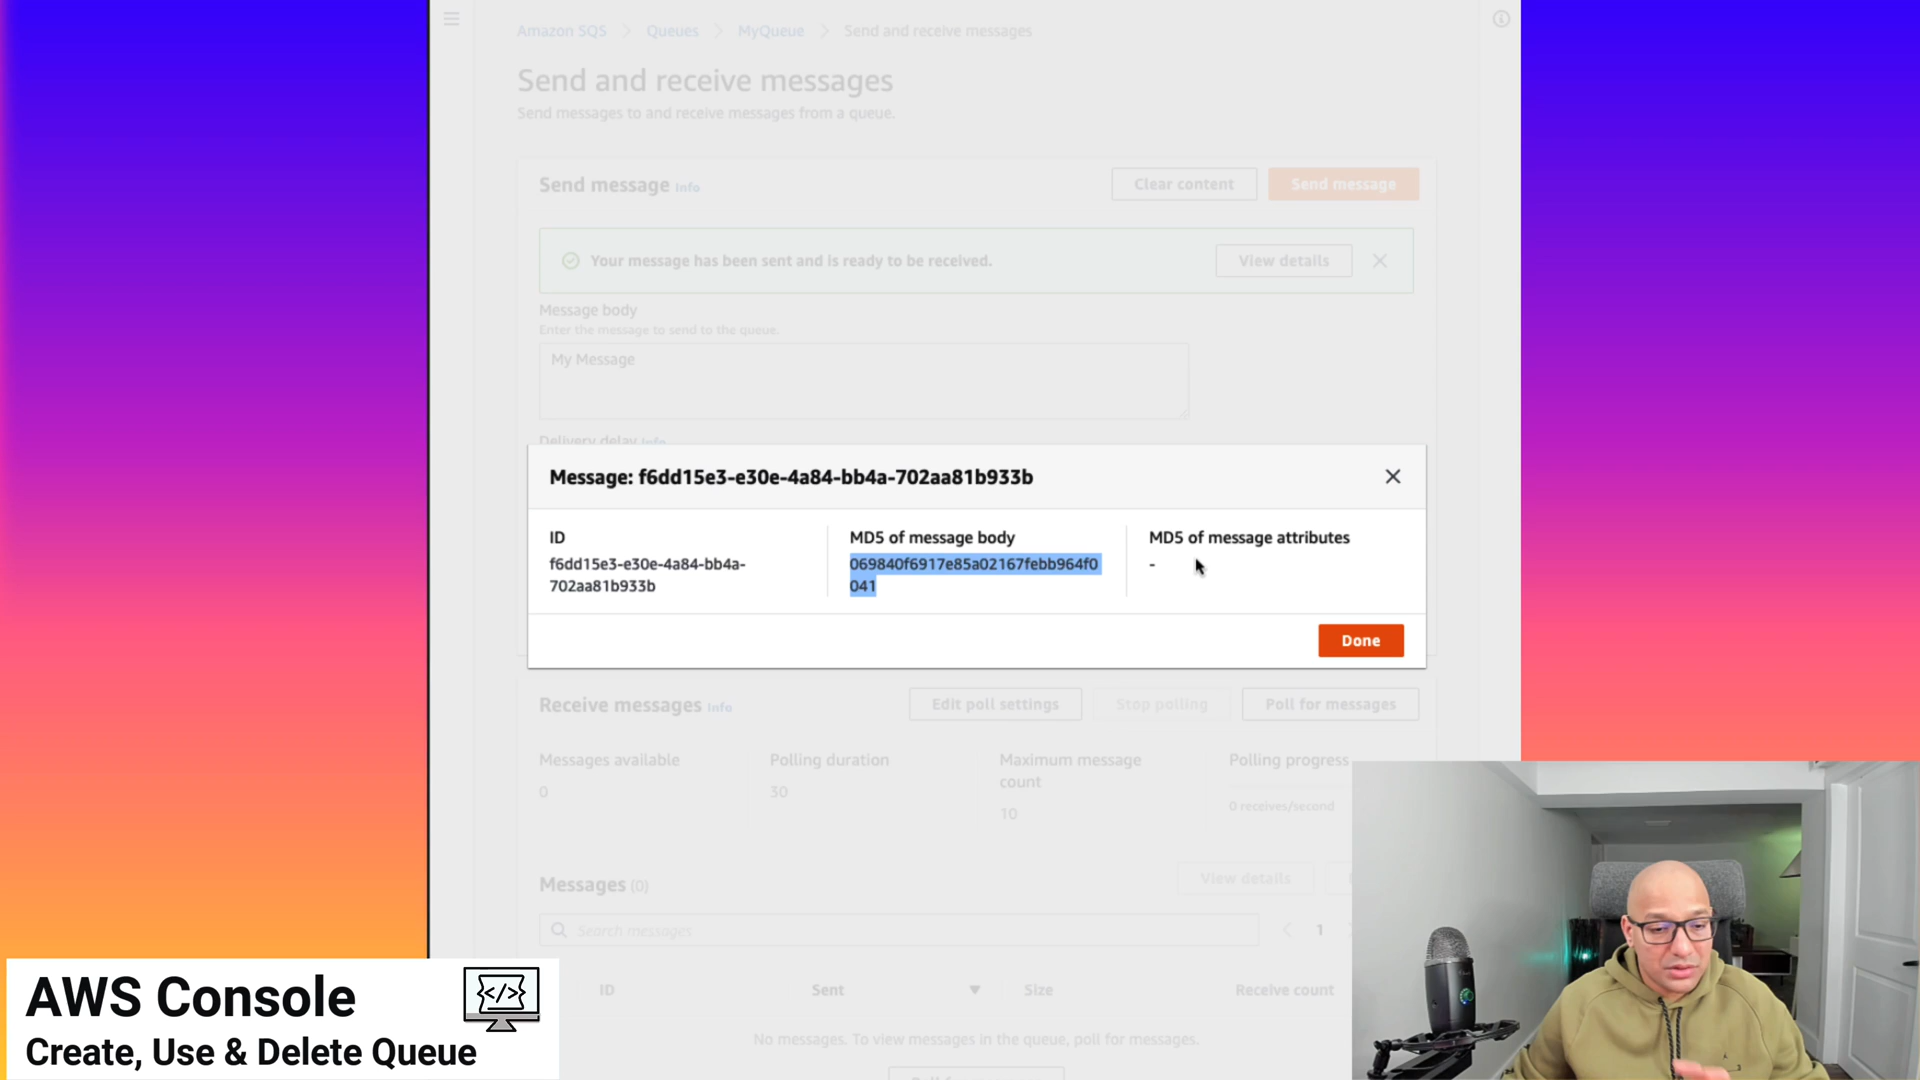 Amazon SQS > Queues > MyQueue > Send and receive messages
Send and receive messages
Send messages to and receive messages from a queue.
Send message Info
Clear content
Send message
Your message has been sent and is ready to be received.
View details
Message body
Enter the message to send to the queue.
My Message
Delivery delay Info
Message: f6dd15e3-e30e-4a84-bb4a-702aa81b933b
ID
f6dd15e3-e30e-4a84-bb4a-
702aa81b933b
MD5 of message body
069840f6917e85a02167febb964f0
041
MD5 of message attributes
-
Done
Receive messages Info
Edit poll settings
Stop polling
Poll for messages
Messages available
0
Polling duration
30
Maximum message
count
10
Polling progress
0 receives/second
Messages (0)
View details
Search messages
1
ID
Sent
Size
Receive count
No messages. To view messages in the queue, poll for messages.
AWS Console
</>
Create, Use & Delete Queue